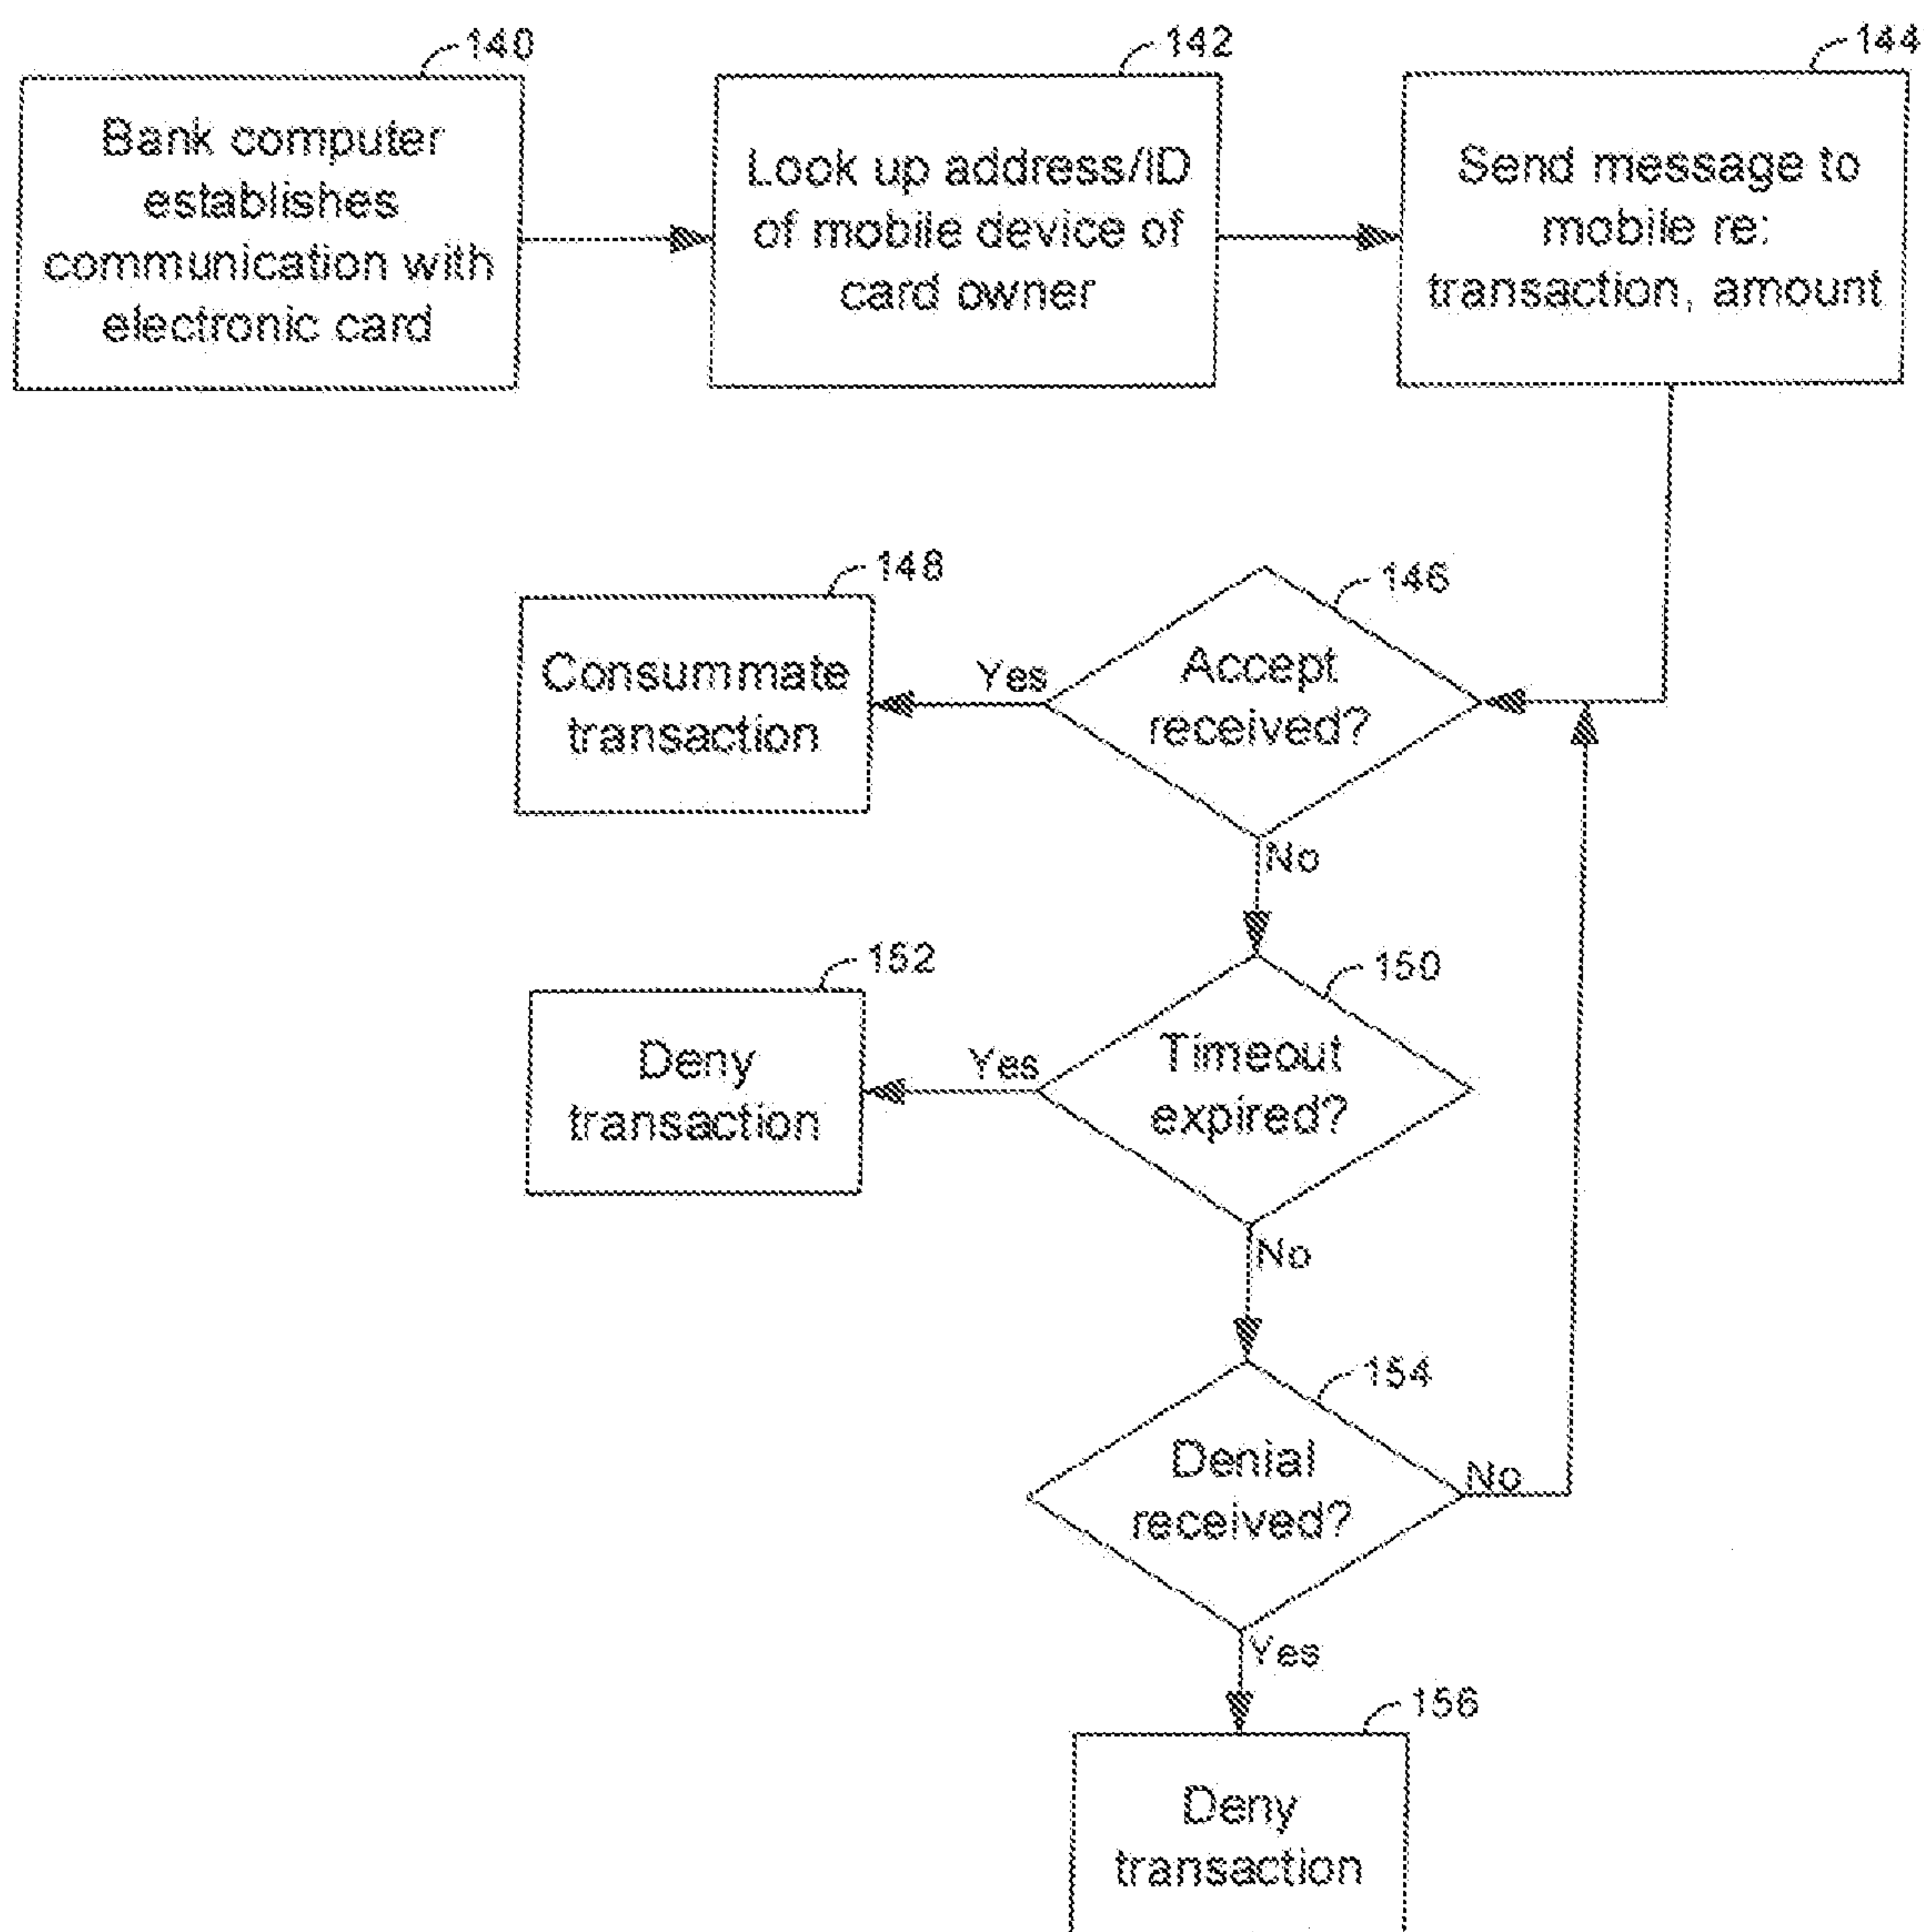 140
Bank computer
establishes
communication with
electronic card
142
Look up address/ID
of mobile device of
card owner
144
Send message to
mobile re:
transaction, amount
148
Consummate
transaction
Yes
146
Accept
received?
No
152
Deny
transaction
Yes
150
Timeout
expired?
No
154
Denial
received?
No
Yes
156
Deny
transaction